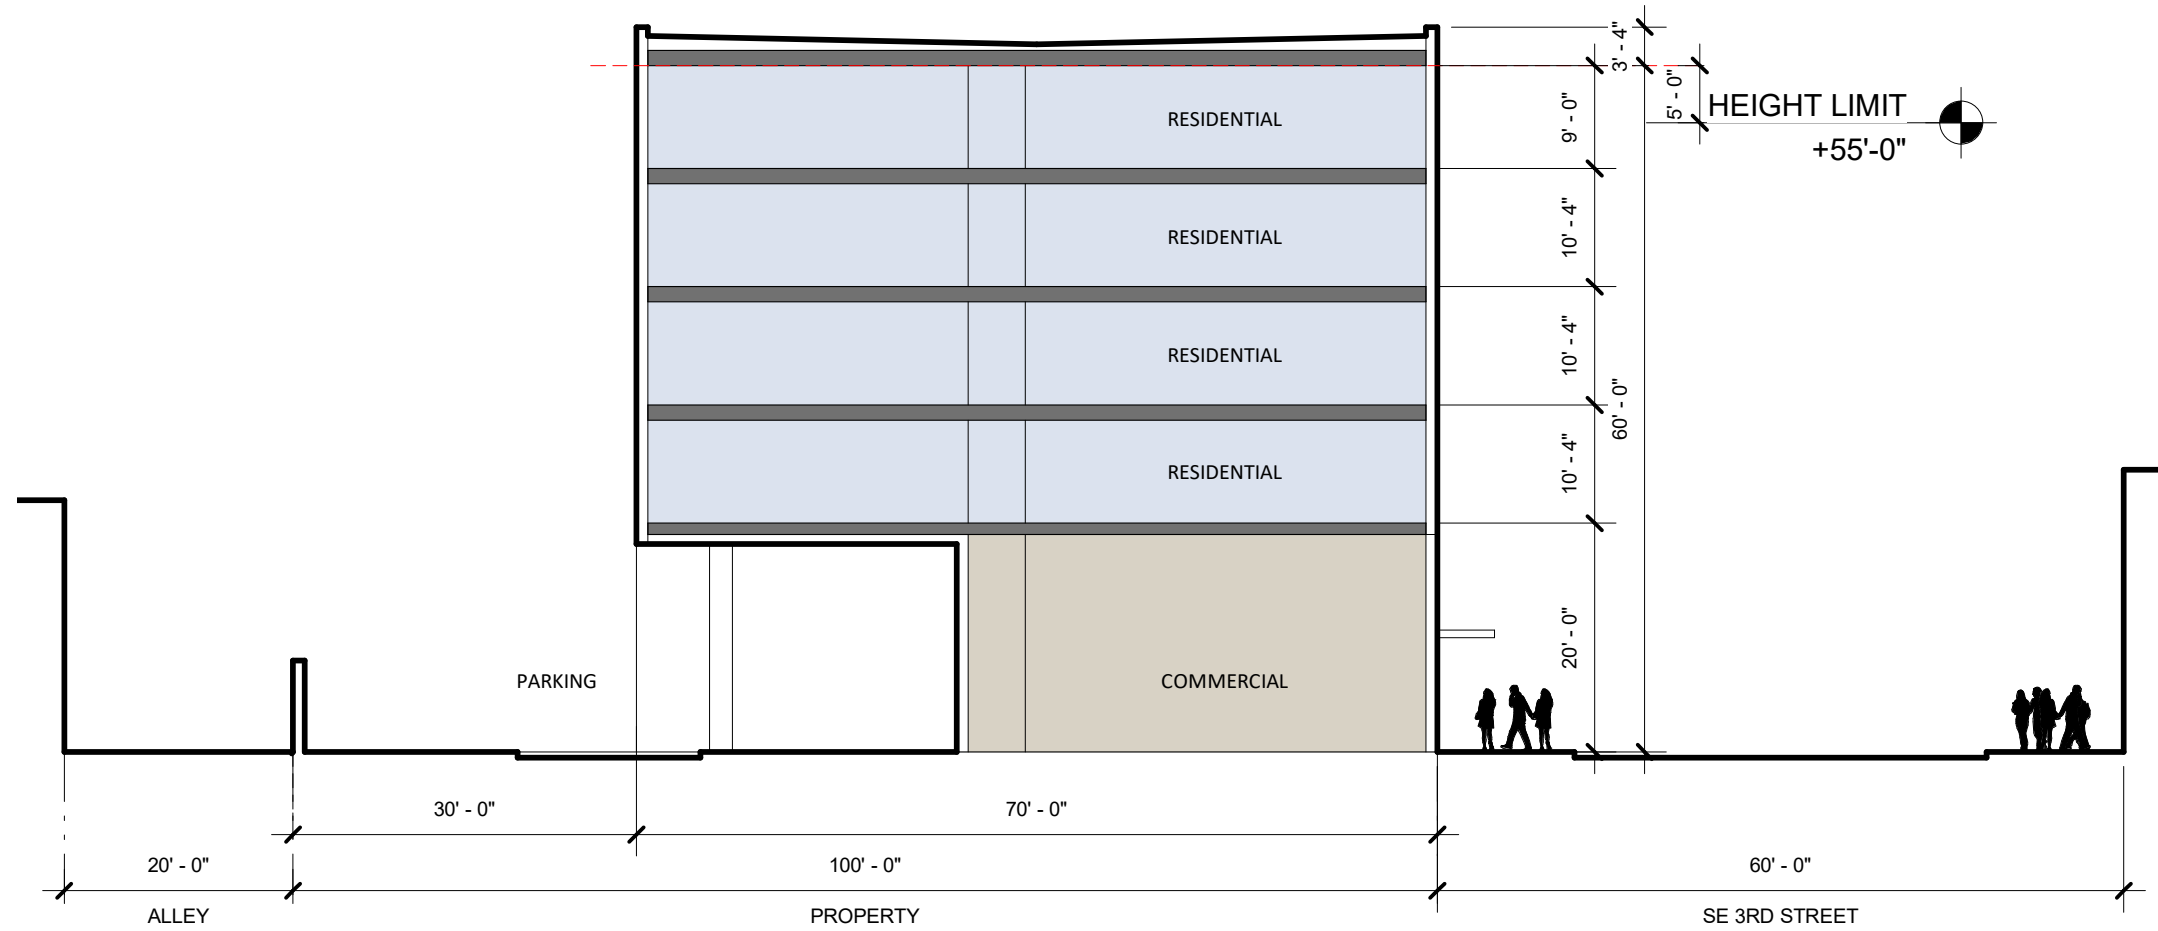 3' - 4"
5' - 0"
HEIGHT LIMIT
+55'-0"
9' - 0"
RESIDENTIAL
10' - 4"
RESIDENTIAL
10' - 4"
RESIDENTIAL
60' - 0"
10' - 4"
RESIDENTIAL
20' - 0"
PARKING
COMMERCIAL
30' - 0"
70' - 0"
20' - 0"
100' - 0"
60' - 0"
ALLEY
PROPERTY
SE 3RD STREET